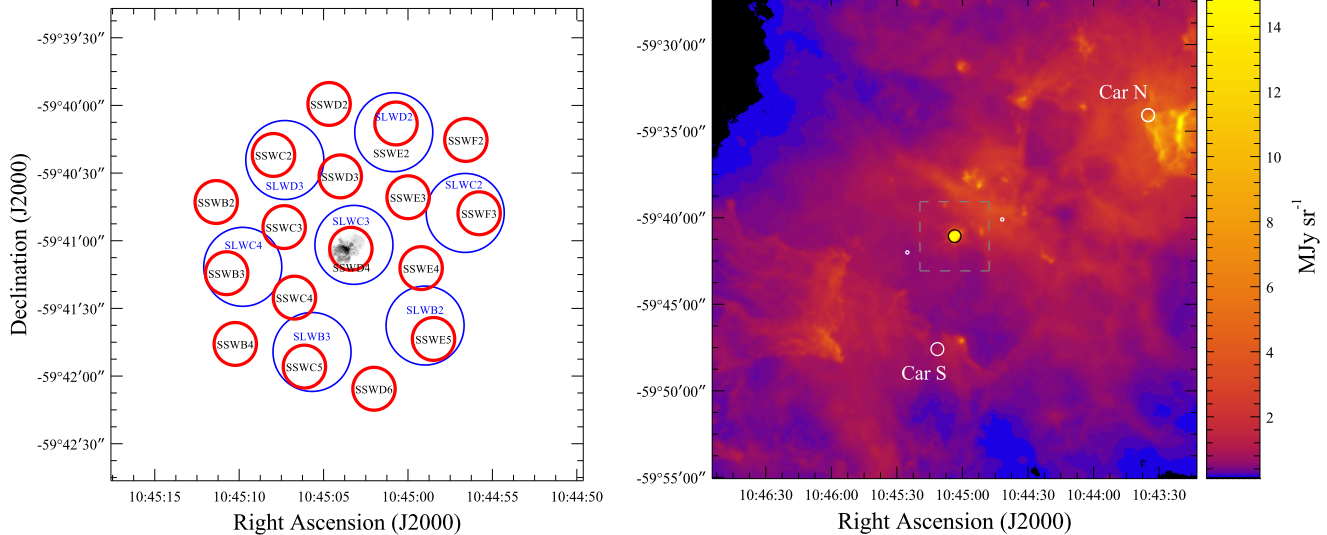 -59°39′30″
-59°40′00″
-59°40′30″
-59°41′00″
-59°41′30″
-59°42′00″
-59°42′30″
Declination (J2000)
SSWD2
SLWD2
SSWE2
SSWF2
SSWC2
SLWD3
SSWD3
SLWC2
SSWB2
SSWE3
SSWF3
SSWC3
SLWC3
SLWC4
SSWD4
SSWB3
SSWE4
SSWC4
SLWB2
SLWB3
SSWB4
SSWE5
SSWC5
SSWD6
10:45:15 10:45:10 10:45:05 10:45:00 10:44:55 10:44:50
Right Ascension (J2000)
-59°30′00″
-59°35′00″
-59°40′00″
-59°45′00″
-59°50′00″
-59°55′00″
Car N
Car S
10:46:30 10:46:00 10:45:30 10:45:00 10:44:30 10:44:00 10:43:30
Right Ascension (J2000)
14
12
10
8
6
4
2
MJy sr⁻¹